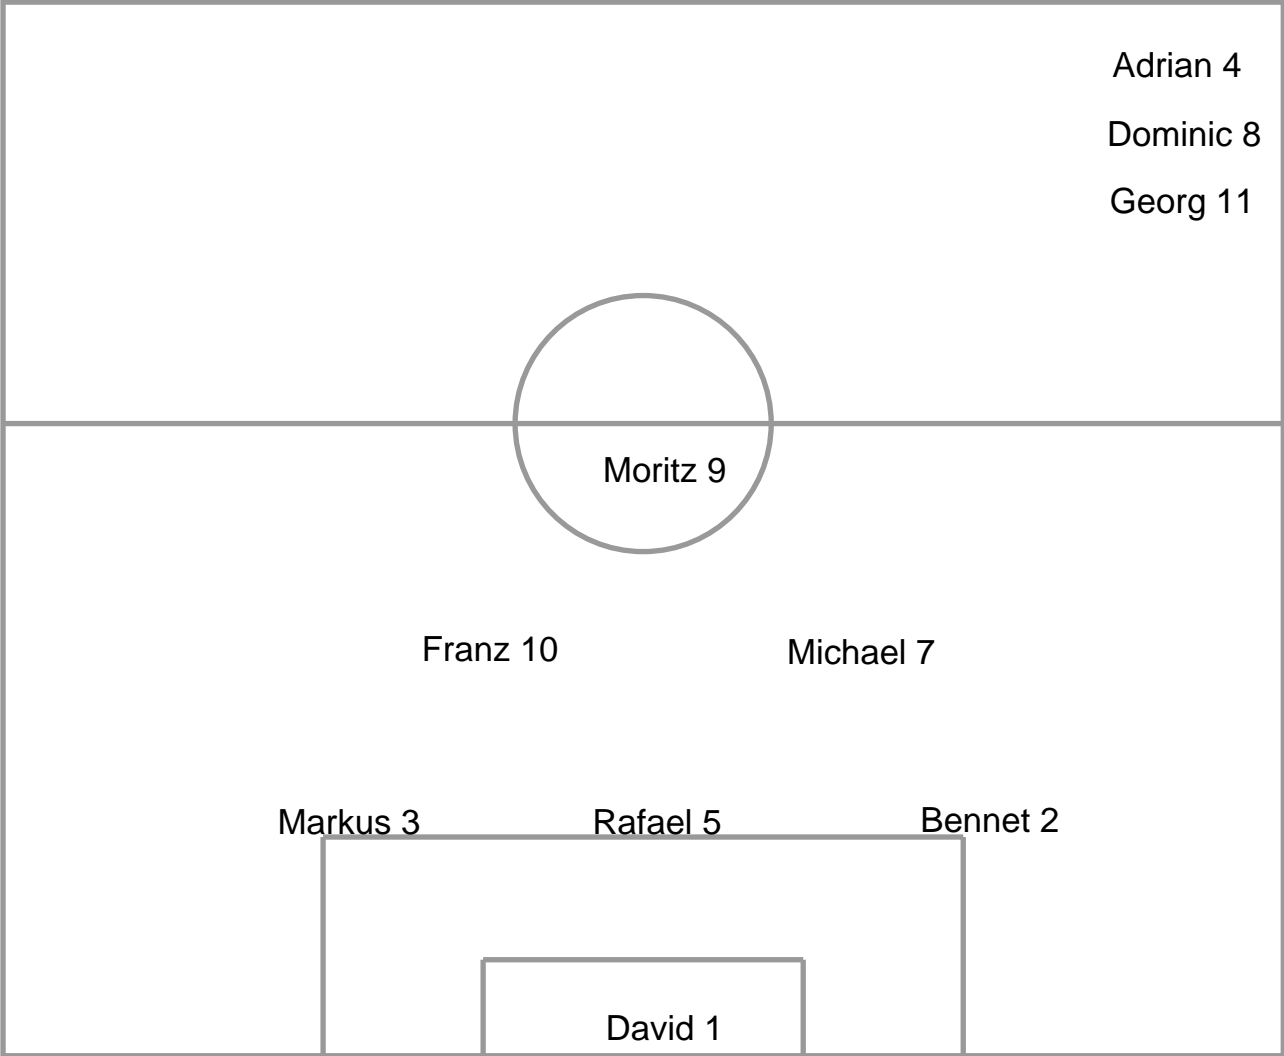 Adrian 4
Dominic 8
Georg 11
Moritz 9
Franz 10
Michael 7
Markus 3
Rafael 5
Bennet 2
David 1